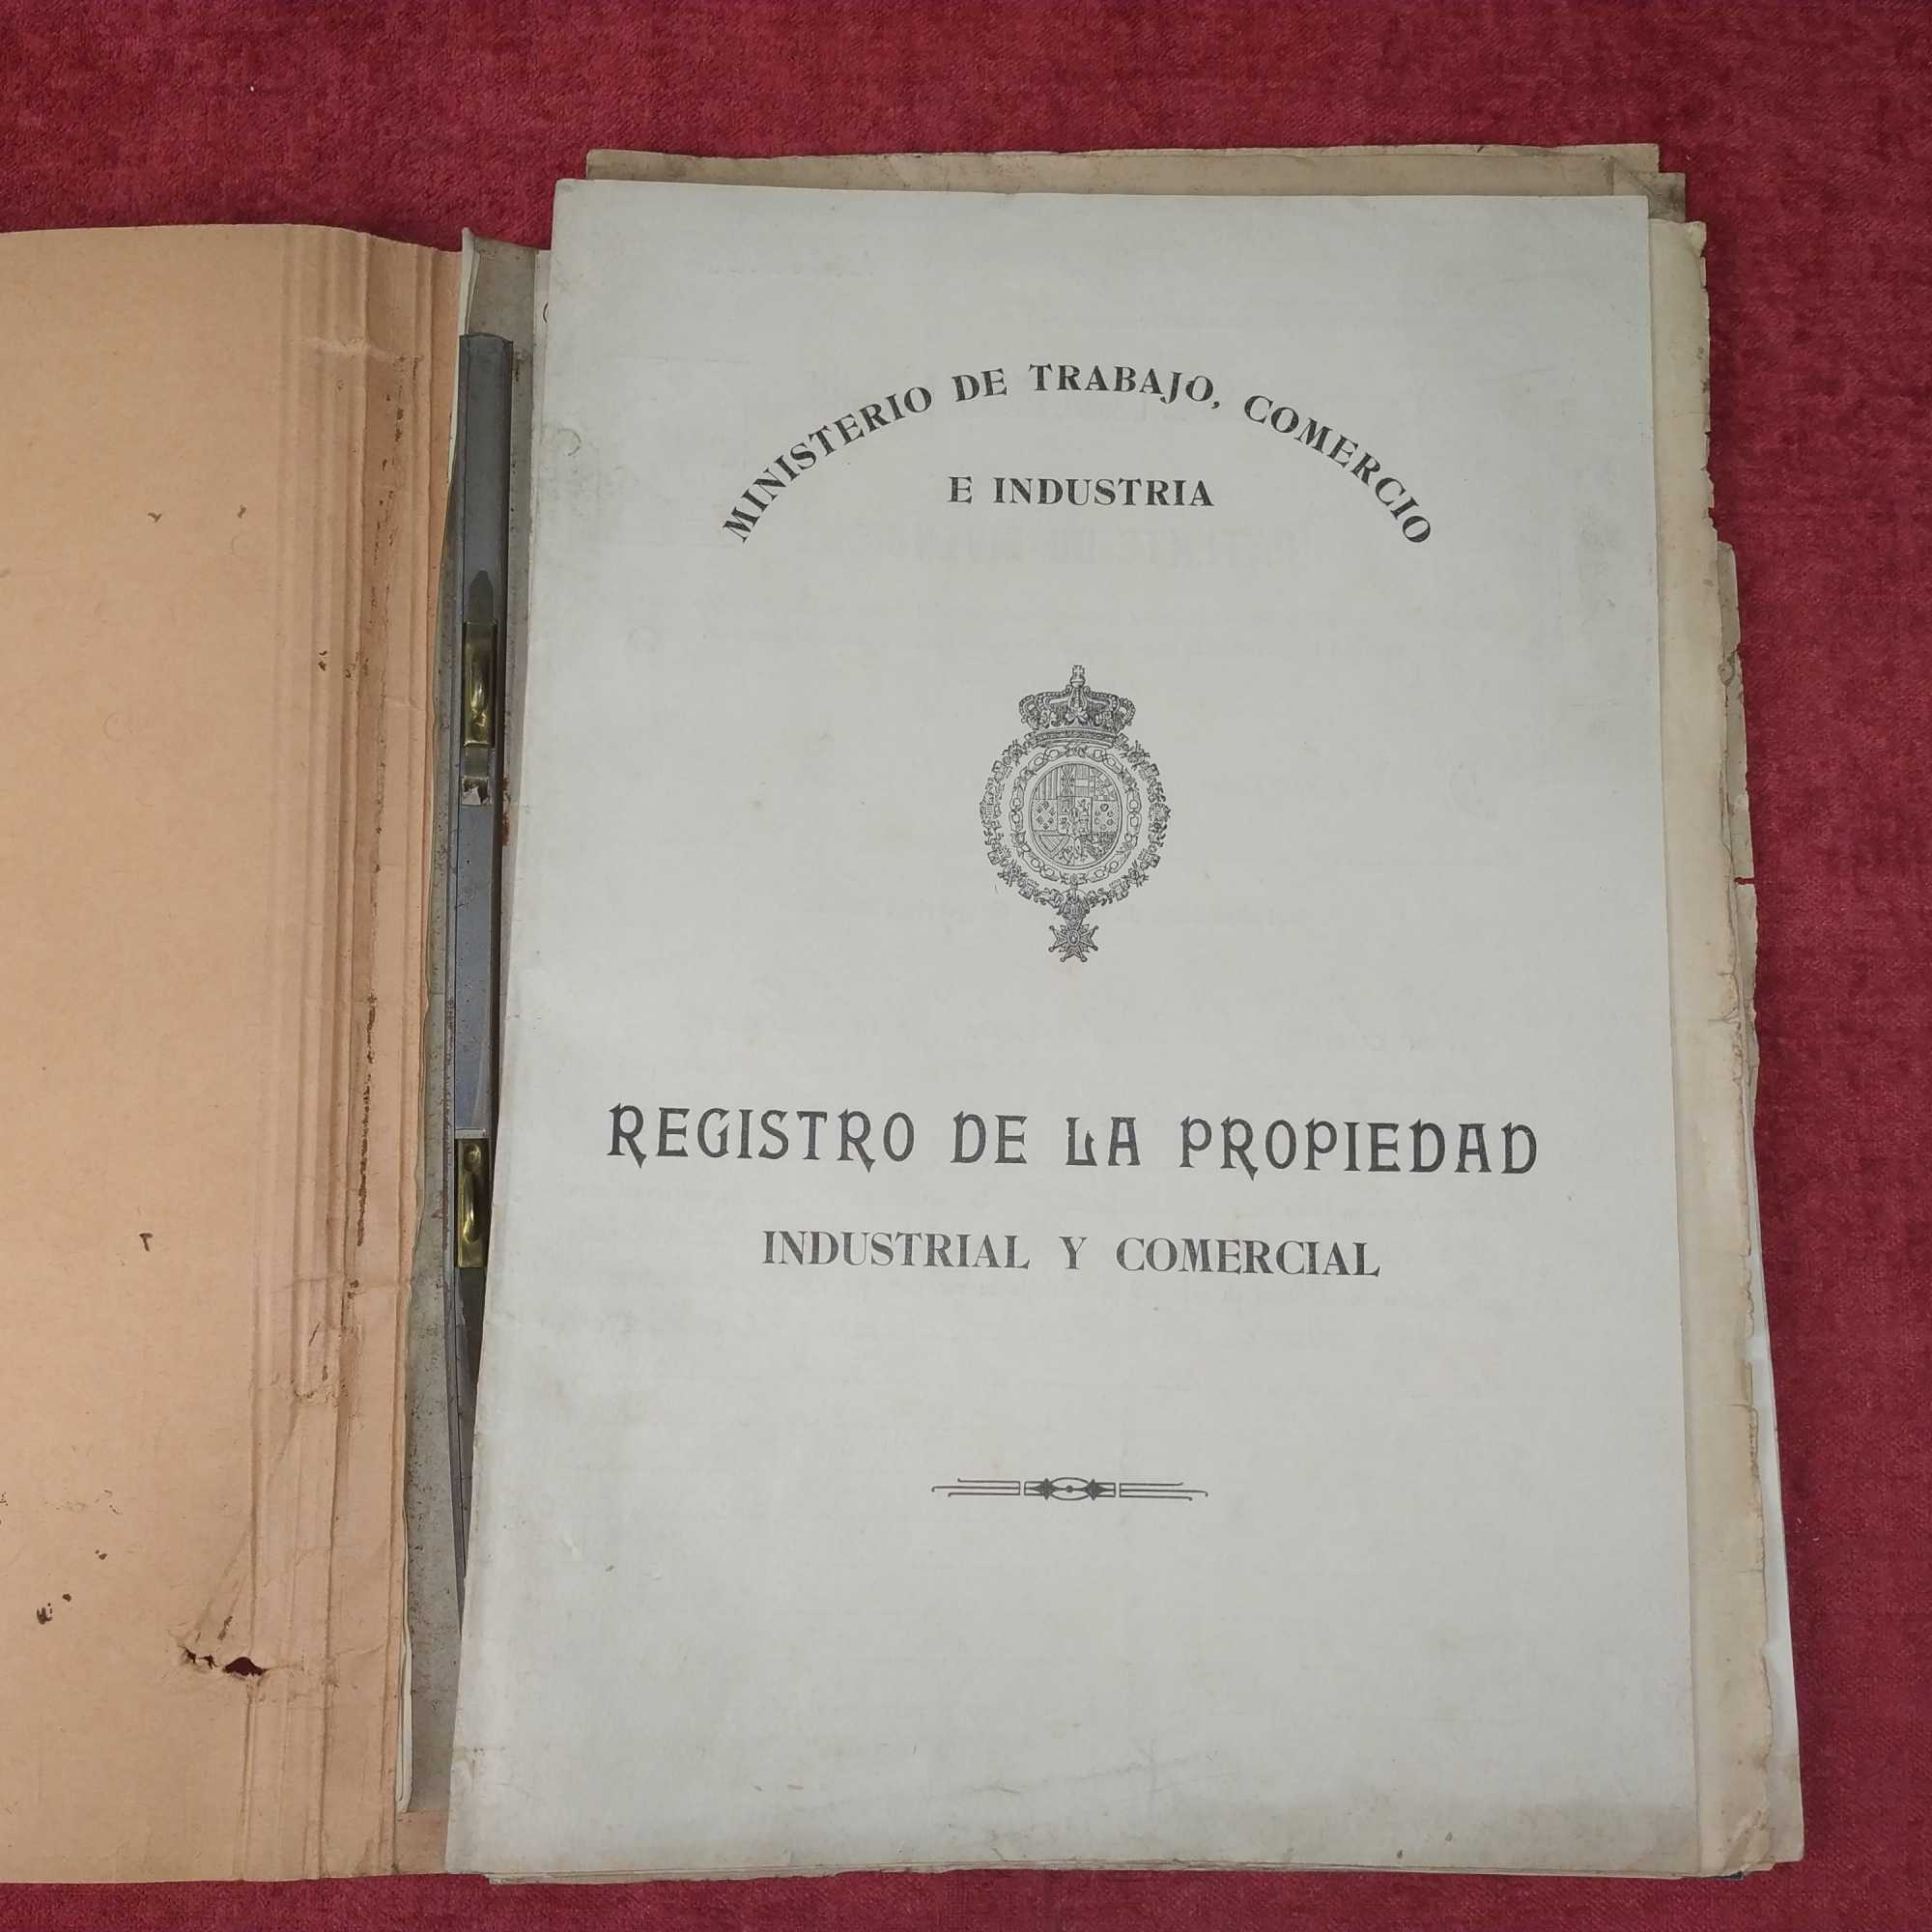 MINISTERIO DE TRABAJO, COMERCIO
E INDUSTRIA
REGISTRO DE LA PROPIEDAD
INDUSTRIAL Y COMERCIAL